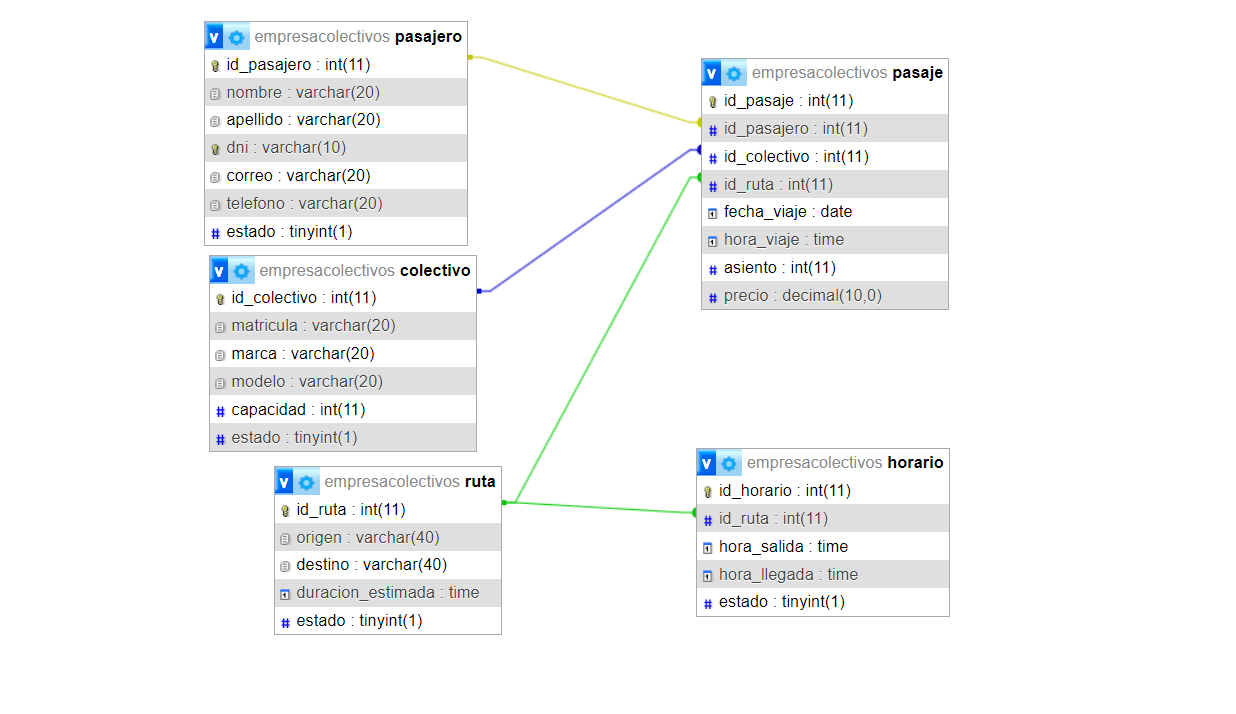 empresacolectivos pasajero
id_pasajero : int(11)
nombre : varchar(20)
apellido : varchar(20)
dni : varchar(10)
correo : varchar(20)
telefono : varchar(20)
estado : tinyint(1)
empresacolectivos colectivo
id_colectivo : int(11)
matricula : varchar(20)
marca : varchar(20)
modelo : varchar(20)
capacidad : int(11)
estado : tinyint(1)
empresacolectivos ruta
id_ruta : int(11)
origen : varchar(40)
destino : varchar(40)
duracion_estimada : time
estado : tinyint(1)
empresacolectivos pasaje
id_pasaje : int(11)
id_pasajero : int(11)
id_colectivo : int(11)
id_ruta : int(11)
fecha_viaje : date
hora_viaje : time
asiento : int(11)
precio : decimal(10,0)
empresacolectivos horario
id_horario : int(11)
id_ruta : int(11)
hora_salida : time
hora_llegada : time
estado : tinyint(1)